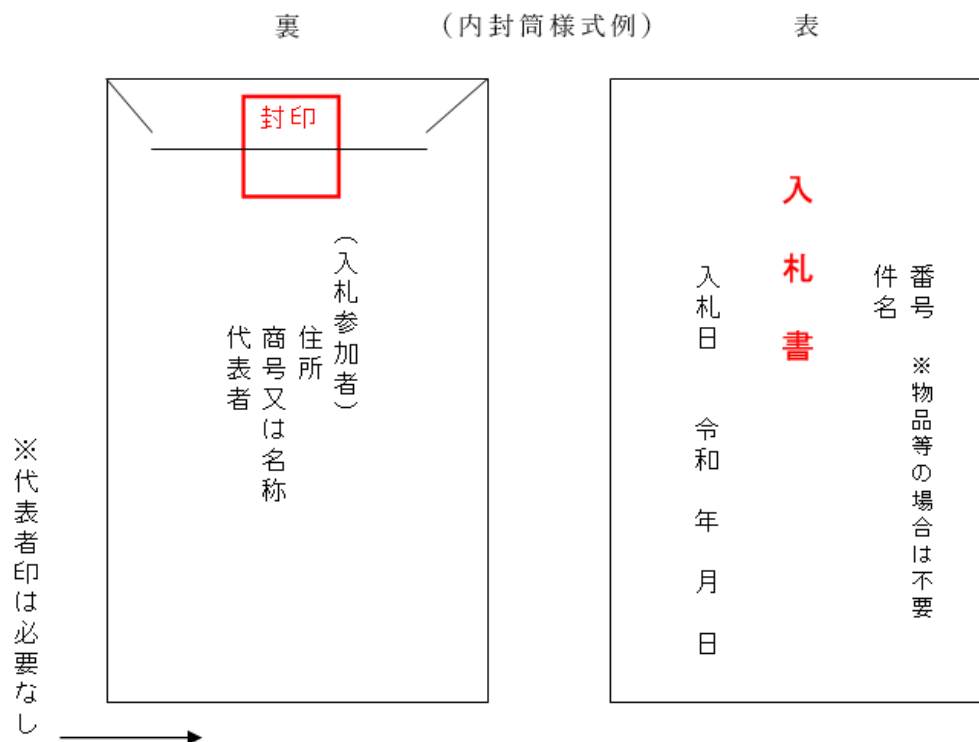 裏
(内封筒様式例)
表
封印
(入札参加者)
住所
商号又は名称
代表者
※代表者印は必要なし
番号 ※物品等の場合は不要
件名
入札書
入札日 令和 年 月 日